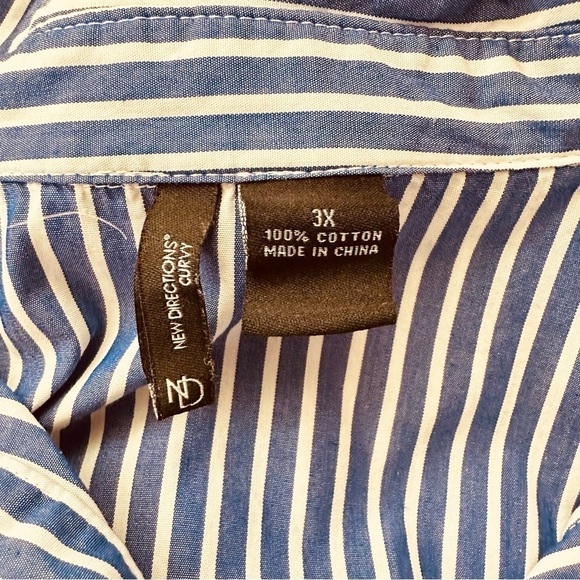 NEW DIRECTIONS®
CURVY
ND
3X
100% COTTON
MADE IN CHINA